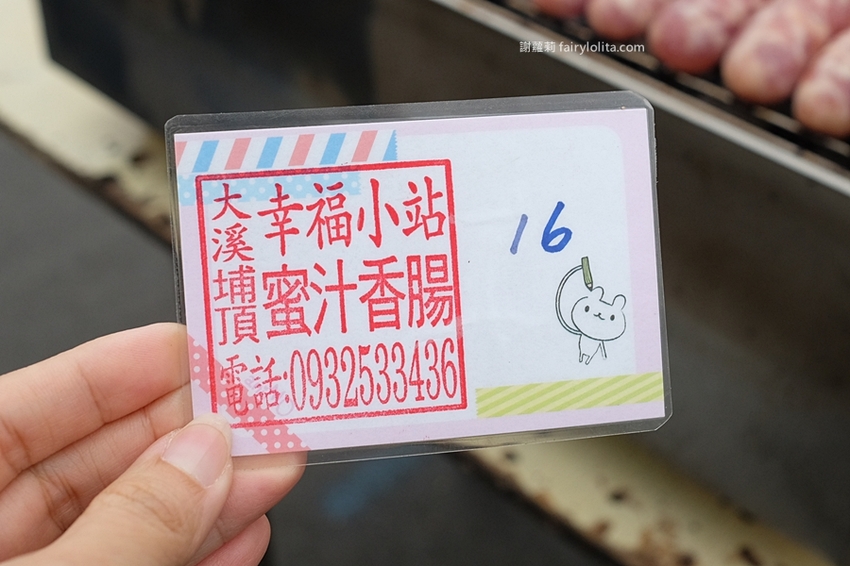 謝蘿莉 fairylolita.com
大溪埔頂
幸福小站
蜜汁香腸
電話:0932533436
16